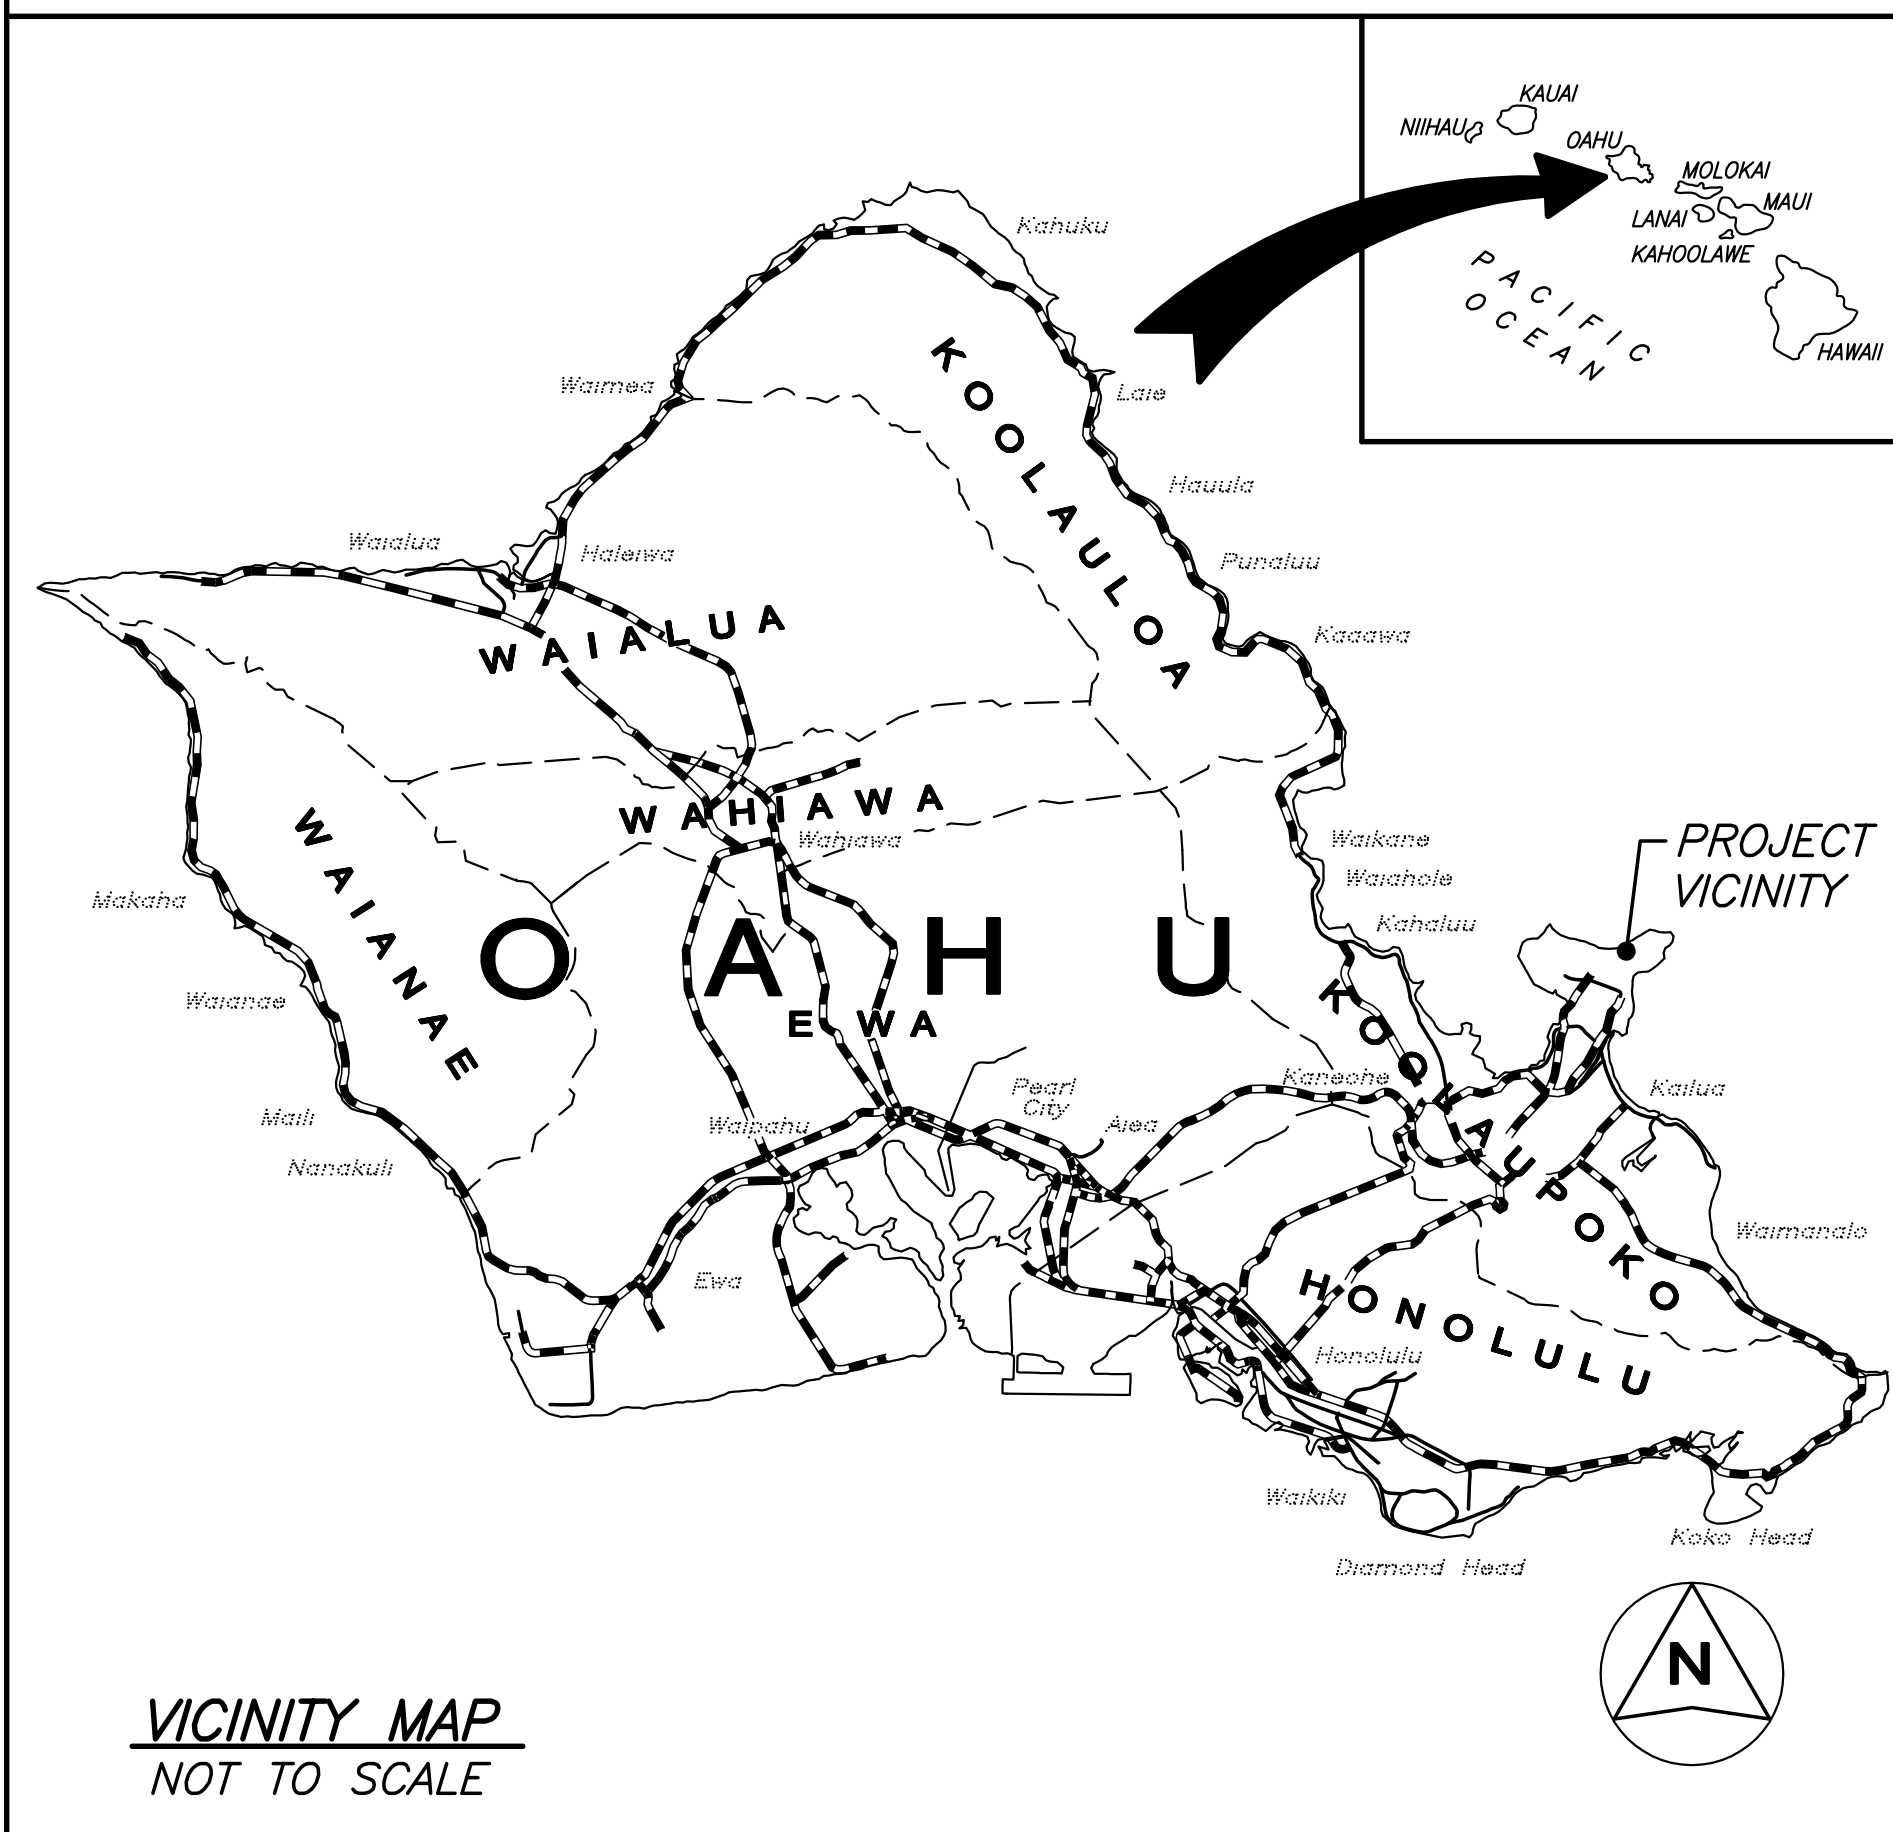 KAUAI
NIIHAU
OAHU
MOLOKAI
MAUI
LANAI
KAHOOLAWE
HAWAII
PACIFIC
OCEAN
Kahuku
Waimea
Laie
KOOLAULOA
Hauula
Waialua
Haleiwa
Punaluu
WAIALUA
Kaaawa
WAHIAWA
Wahiawa
Waikane
PROJECT
VICINITY
Waiahole
Kahaluu
Makaha
WAIANAE
OAHU
Waianae
EWA
KOOLAUPOKO
Kaneohe
Kailua
Pearl
City
Maili
Waipahu
Aiea
Nanakuli
Waimanalo
Ewa
HONOLULU
Honolulu
Waikiki
Koko Head
Diamond Head
N
VICINITY MAP
NOT TO SCALE